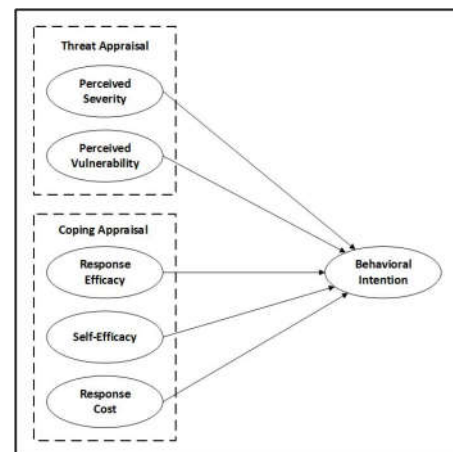 Threat Appraisal
Perceived
Severity
Perceived
Vulnerability
Coping Appraisal
Response
Efficacy
Self-Efficacy
Response
Cost
Behavioral
Intention